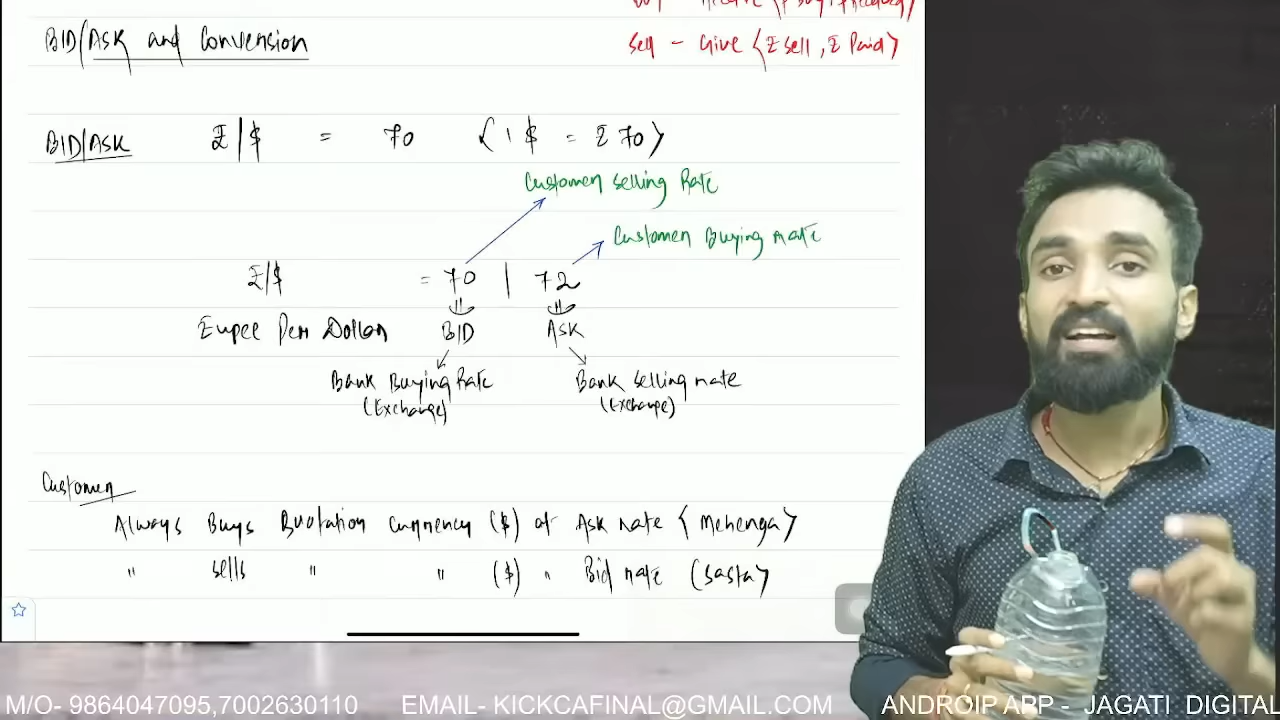 BID/ASK and Convension
Sell - Give (₹ sell, ₹ Paid)
BID/ASK ₹/$ = 70 (1 $ = ₹ 70)
Customer Selling Rate
Customer Buying rate
₹/$ = 70 | 72
Rupee Per Dollar BID ASK
Bank Buying Rate Bank Selling rate
(Exchange) (Exchange)
Customer
Always Buys Quotation Currency ($) at Ask rate (Mehenga)
" sells " " ($) " Bid rate (sasta)
M/O- 9864047095,7002630110 EMAIL- KICKCAFINAL@GMAIL.COM ANDROIP APP - JAGATI DIGITAL